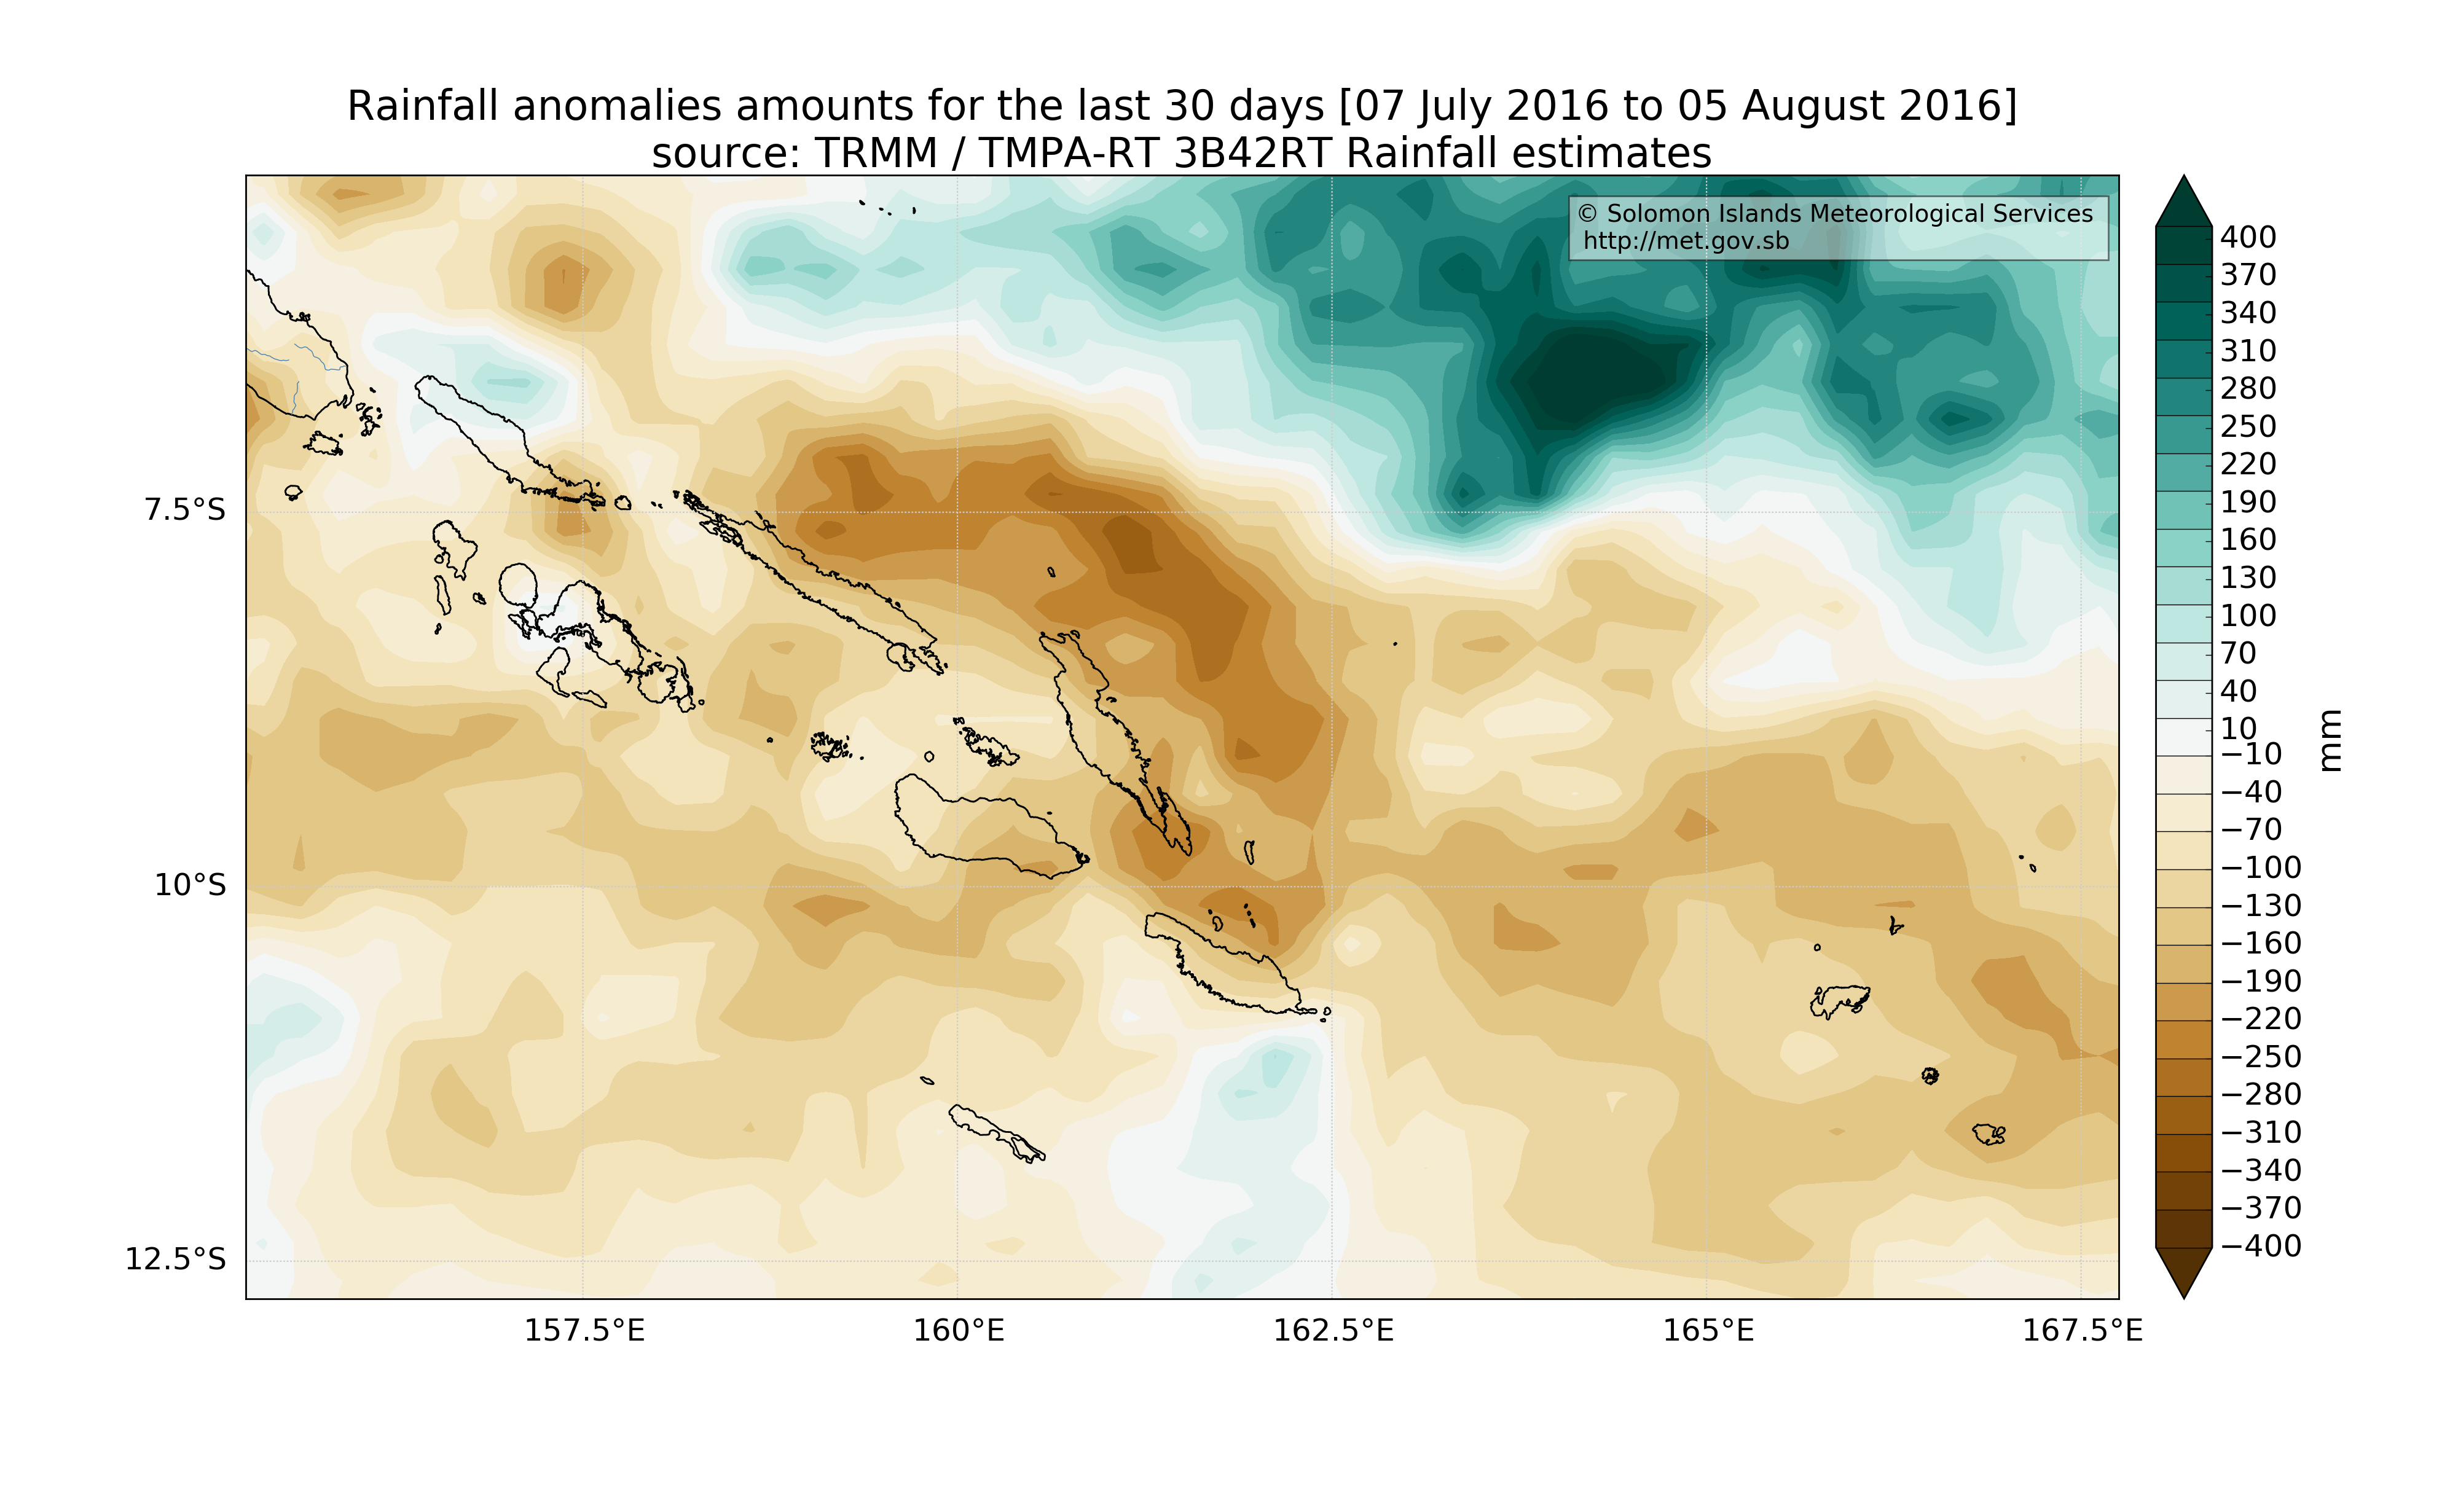 Rainfall anomalies amounts for the last 30 days [07 July 2016 to 05 August 2016]
source: TRMM / TMPA-RT 3B42RT Rainfall estimates
© Solomon Islands Meteorological Services
http://met.gov.sb
7.5°S
10°S
12.5°S
157.5°E
160°E
162.5°E
165°E
167.5°E
400
370
340
310
280
250
220
190
160
130
100
70
40
10
−10
−40
−70
−100
−130
−160
−190
−220
−250
−280
−310
−340
−370
−400
mm